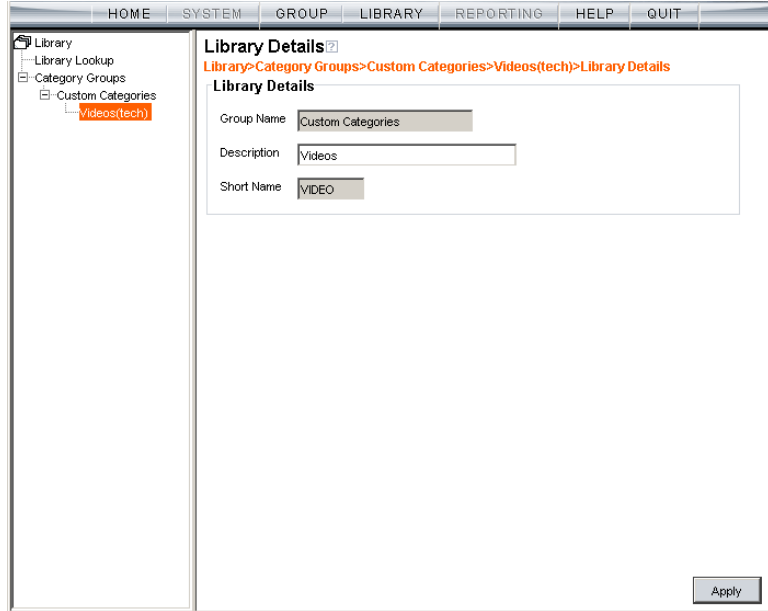 HOME SYSTEM GROUP LIBRARY REPORTING HELP QUIT
Library
Library Lookup
Category Groups
Custom Categories
Videos(tech)
Library Details?
Library>Category Groups>Custom Categories>Videos(tech)>Library Details
Library Details
Group Name Custom Categories
Description Videos
Short Name VIDEO
Apply